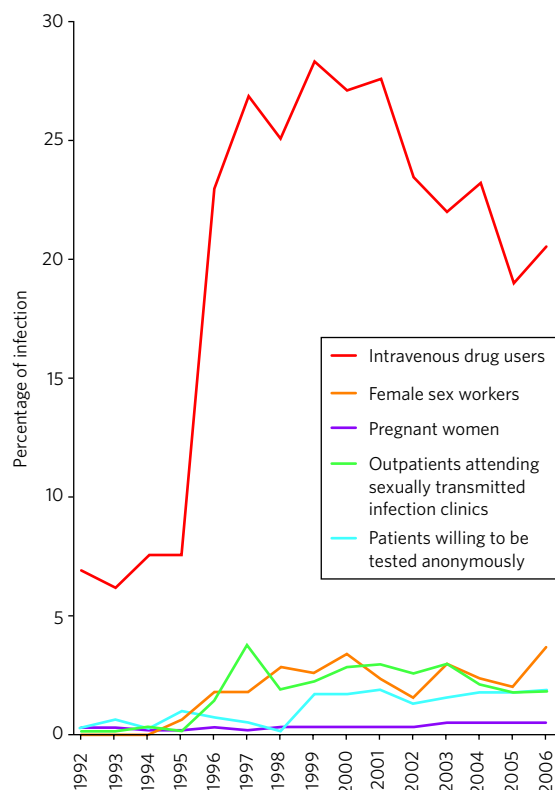 30
25
20
15
10
5
0
Percentage of infection
Intravenous drug users
Female sex workers
Pregnant women
Outpatients attending
sexually transmitted
infection clinics
Patients willing to be
tested anonymously
1992
1993
1994
1995
1996
1997
1998
1999
2000
2001
2002
2003
2004
2005
2006